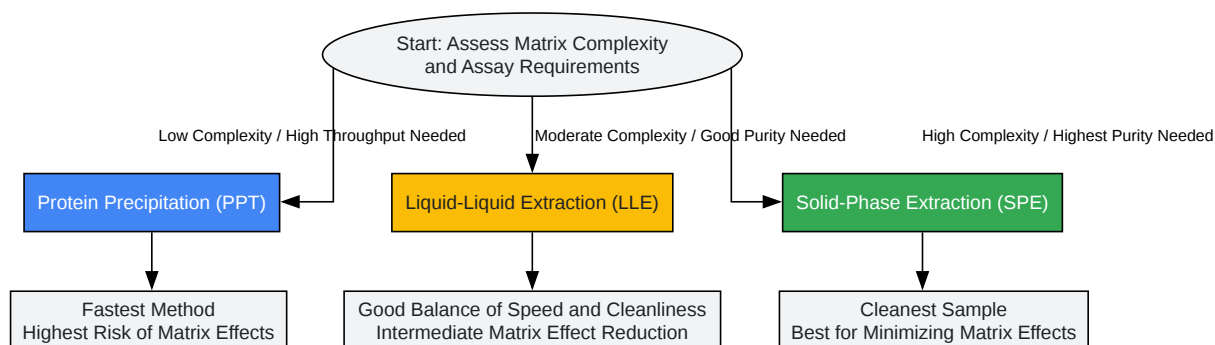 Start: Assess Matrix Complexity
and Assay Requirements
Low Complexity / High Throughput Needed
Moderate Complexity / Good Purity Needed
High Complexity / Highest Purity Needed
Protein Precipitation (PPT)
Liquid-Liquid Extraction (LLE)
Solid-Phase Extraction (SPE)
Fastest Method
Highest Risk of Matrix Effects
Good Balance of Speed and Cleanliness
Intermediate Matrix Effect Reduction
Cleanest Sample
Best for Minimizing Matrix Effects